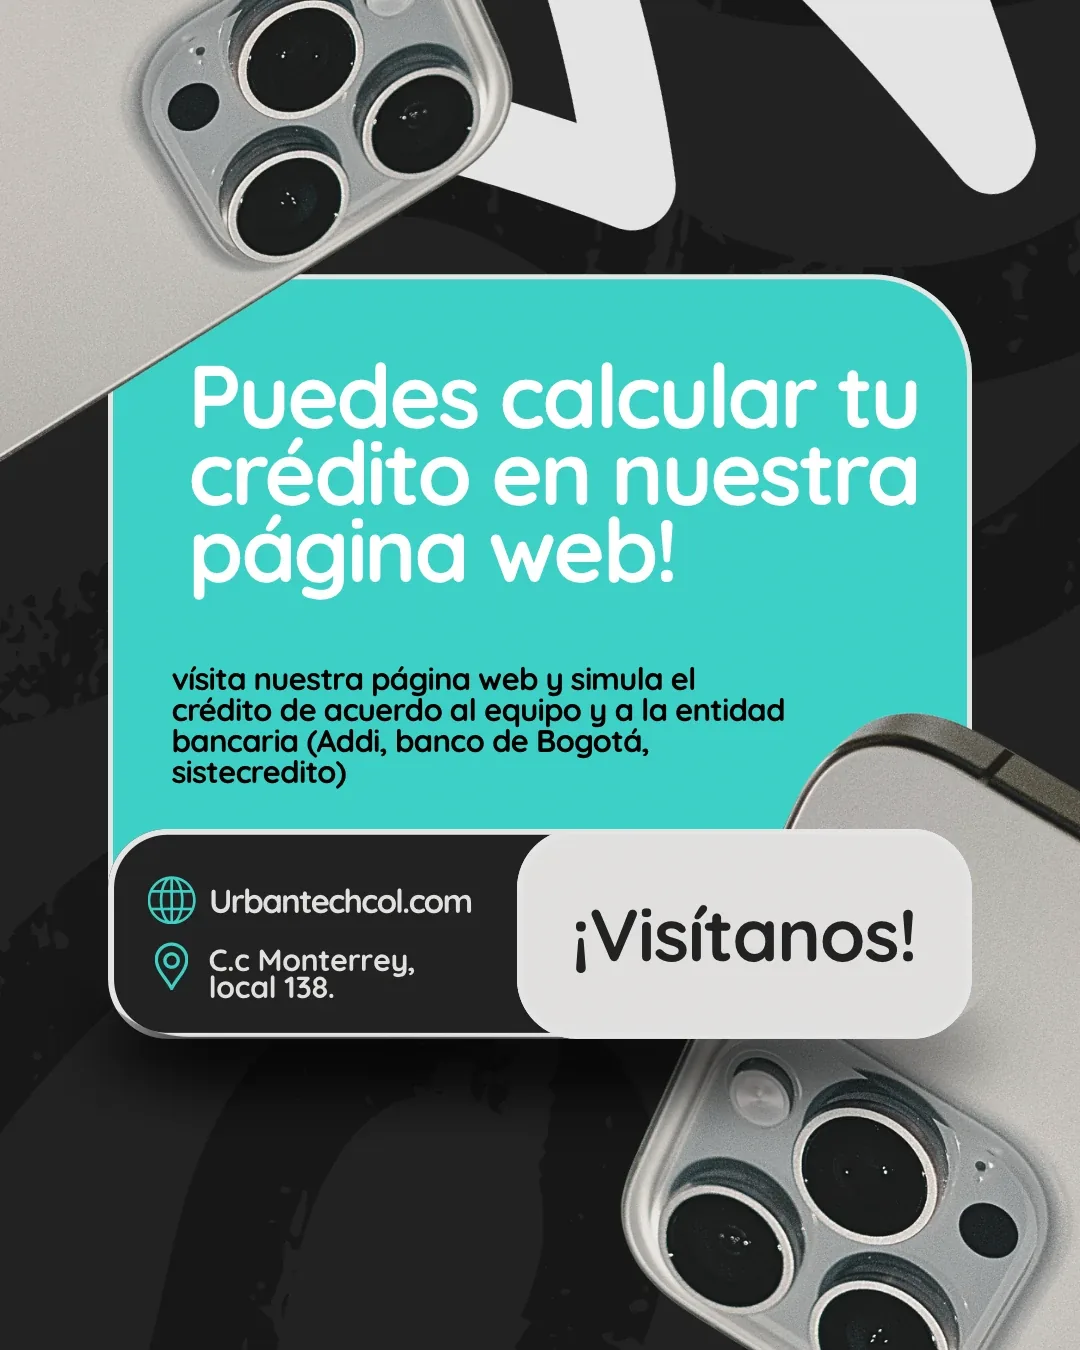 Puedes calcular tu
crédito en nuestra
página web!
vísita nuestra página web y simula el
crédito de acuerdo al equipo y a la entidad
bancaria (Addi, banco de Bogotá,
sistecredito)
Urbantechcol.com
C.c Monterrey,
local 138.
¡Visítanos!